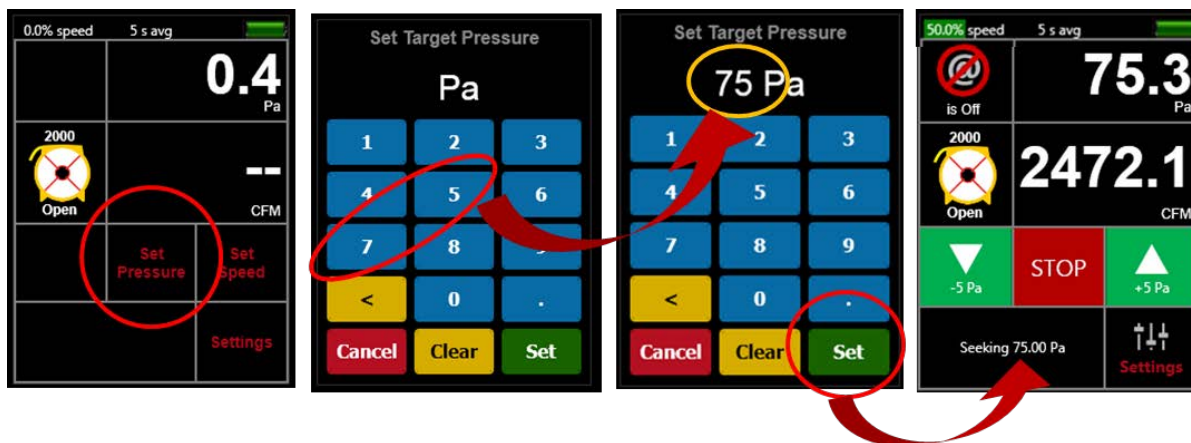 0.0% speed 5 s avg
0.4
Pa
2000
Open
--
CFM
Set Pressure
Set Speed
Settings
Set Target Pressure
Pa
1 2 3
4 5 6
7 8
< 0 .
Cancel Clear Set
Set Target Pressure
75 Pa
1 2 3
4 5 6
7 8 9
< 0 .
Cancel Clear Set
50.0% speed 5 s avg
@
is Off
75.3
Pa
2000
Open
2472.1
CFM
-5 Pa
STOP
+5 Pa
Seeking 75.00 Pa
Settings